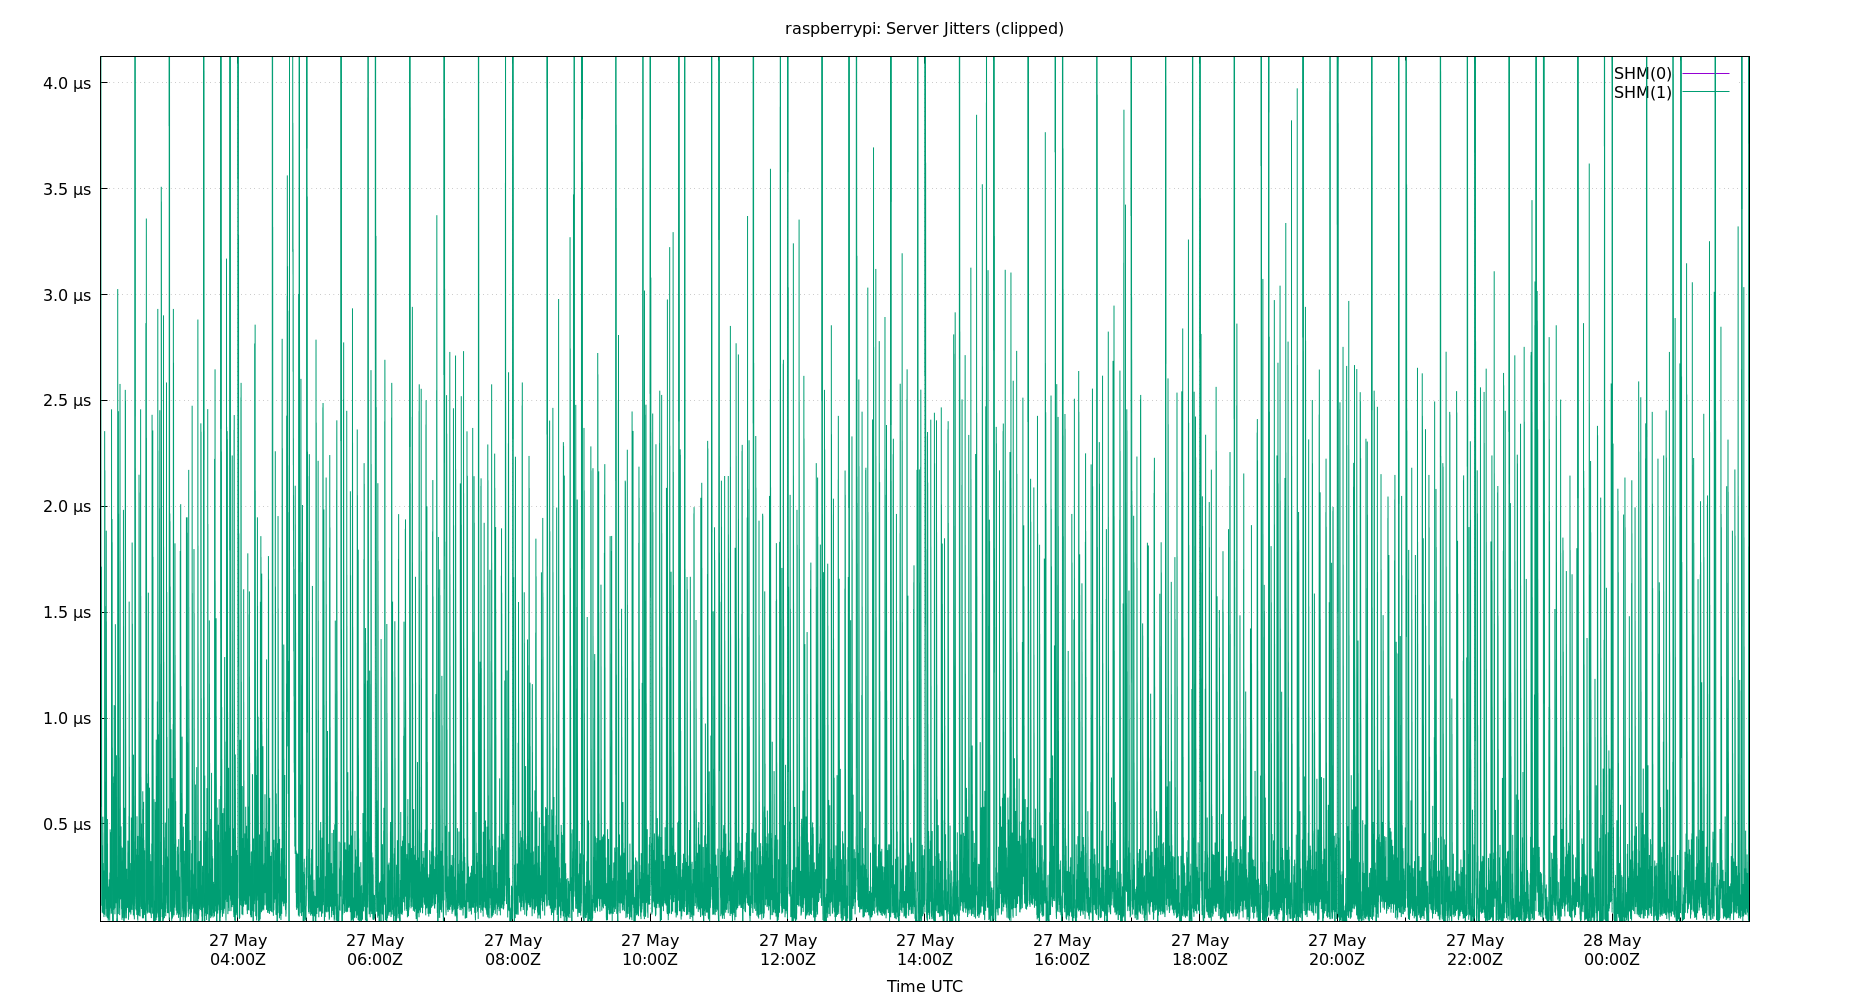 raspberrypi: Server Jitters (clipped)
SHM(0)
SHM(1)
4.0 µs
3.5 µs
3.0 µs
2.5 µs
2.0 µs
1.5 µs
1.0 µs
0.5 µs
27 May 27 May 27 May 27 May 27 May 27 May 27 May 27 May 27 May 27 May 28 May
04:00Z 06:00Z 08:00Z 10:00Z 12:00Z 14:00Z 16:00Z 18:00Z 20:00Z 22:00Z 00:00Z
Time UTC